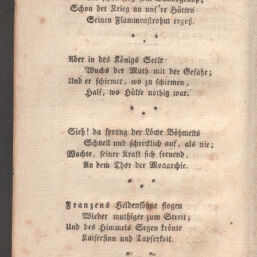 Schon der Krieg an uns're Hütten
Seinen Flammenstrohm ergoß.
Aber in des Königs Seele
Wuchs der Muth mit der Gefahr;
Und er schirmt, wo zu schirmen,
Half, wo Hülfe nöthig war.
Sieh! da sprang der Löwe Böhmens
Schnell und schrecklich auf, als nie;
Wachte, seiner Kraft sich freuend,
An dem Thor der Monarchie.
Franzens Heldensöhne flogen
Wieder muthiger zum Streit;
Und des Himmels Segen krönte
Kaisersinn und Tapferkeit.